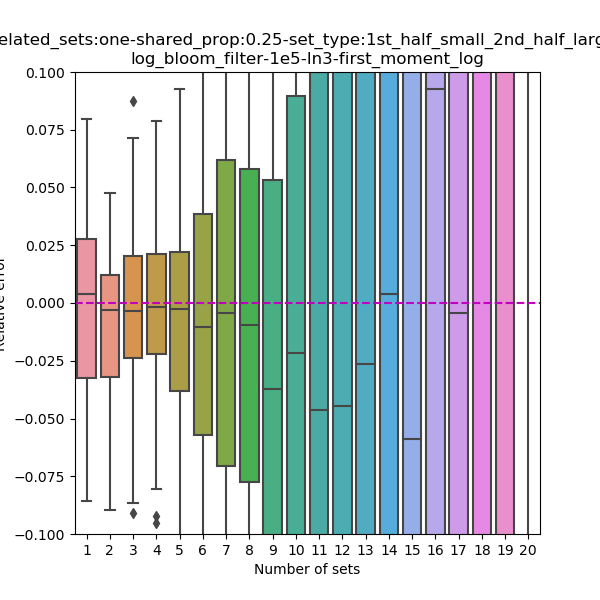 elated_sets:one-shared_prop:0.25-set_type:1st_half_small_2nd_half_larg
log_bloom_filter-1e5-ln3-first_moment_log
0.100
0.075
0.050
0.025
0.000
−0.025
−0.050
−0.075
−0.100
Relative error
1 2 3 4 5 6 7 8 9 10 11 12 13 14 15 16 17 18 19 20
Number of sets